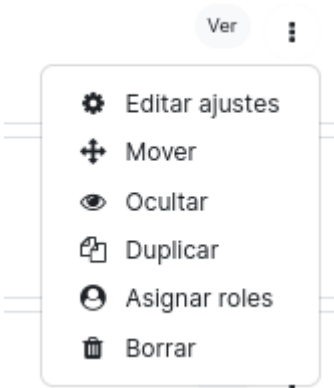 Ver
Editar ajustes
Mover
Ocultar
Duplicar
Asignar roles
Borrar